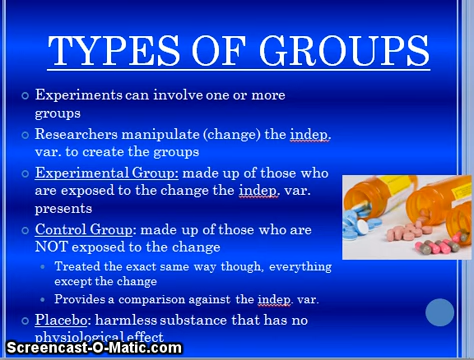 TYPES OF GROUPS
Experiments can involve one or more
groups
Researchers manipulate (change) the indep.
var. to create the groups
Experimental Group: made up of those who
are exposed to the change the indep. var.
presents
Control Group: made up of those who are
NOT exposed to the change
Treated the exact same way though, everything
except the change
Provides a comparison against the indep. var.
Placebo: harmless substance that has no
physiological effect
Screencast-O-Matic.com